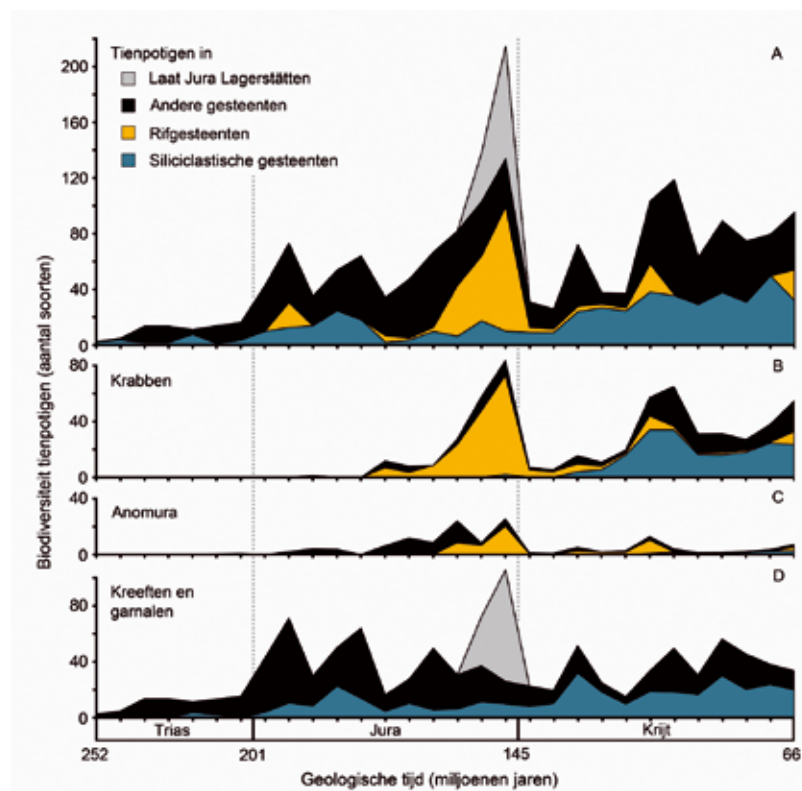 Tienpotigen in
Laat Jura Lagerstätten
Andere gesteenten
Rifgesteenten
Siliciclastische gesteenten
A
200
160
120
80
40
0
Krabben
B
80
40
0
Anomura
C
40
0
Kreeften en
garnalen
D
80
40
0
Biodiversiteit tienpotigen (aantal soorten)
Trias
Jura
Krijt
252
201
145
66
Geologische tijd (miljoenen jaren)